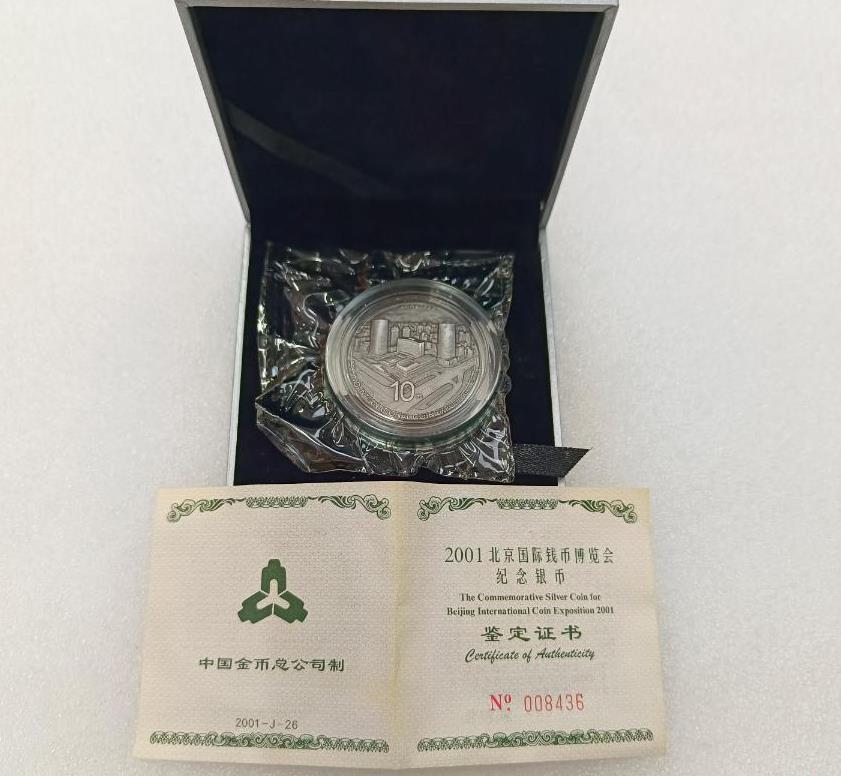 10
中国金币总公司制
2001-J-26
2001北京国际钱币博览会
纪念银币
The Commemorative Silver Coin for
Beijing International Coin Exposition 2001
鉴定证书
Certificate of Authenticity
Nº. 008436